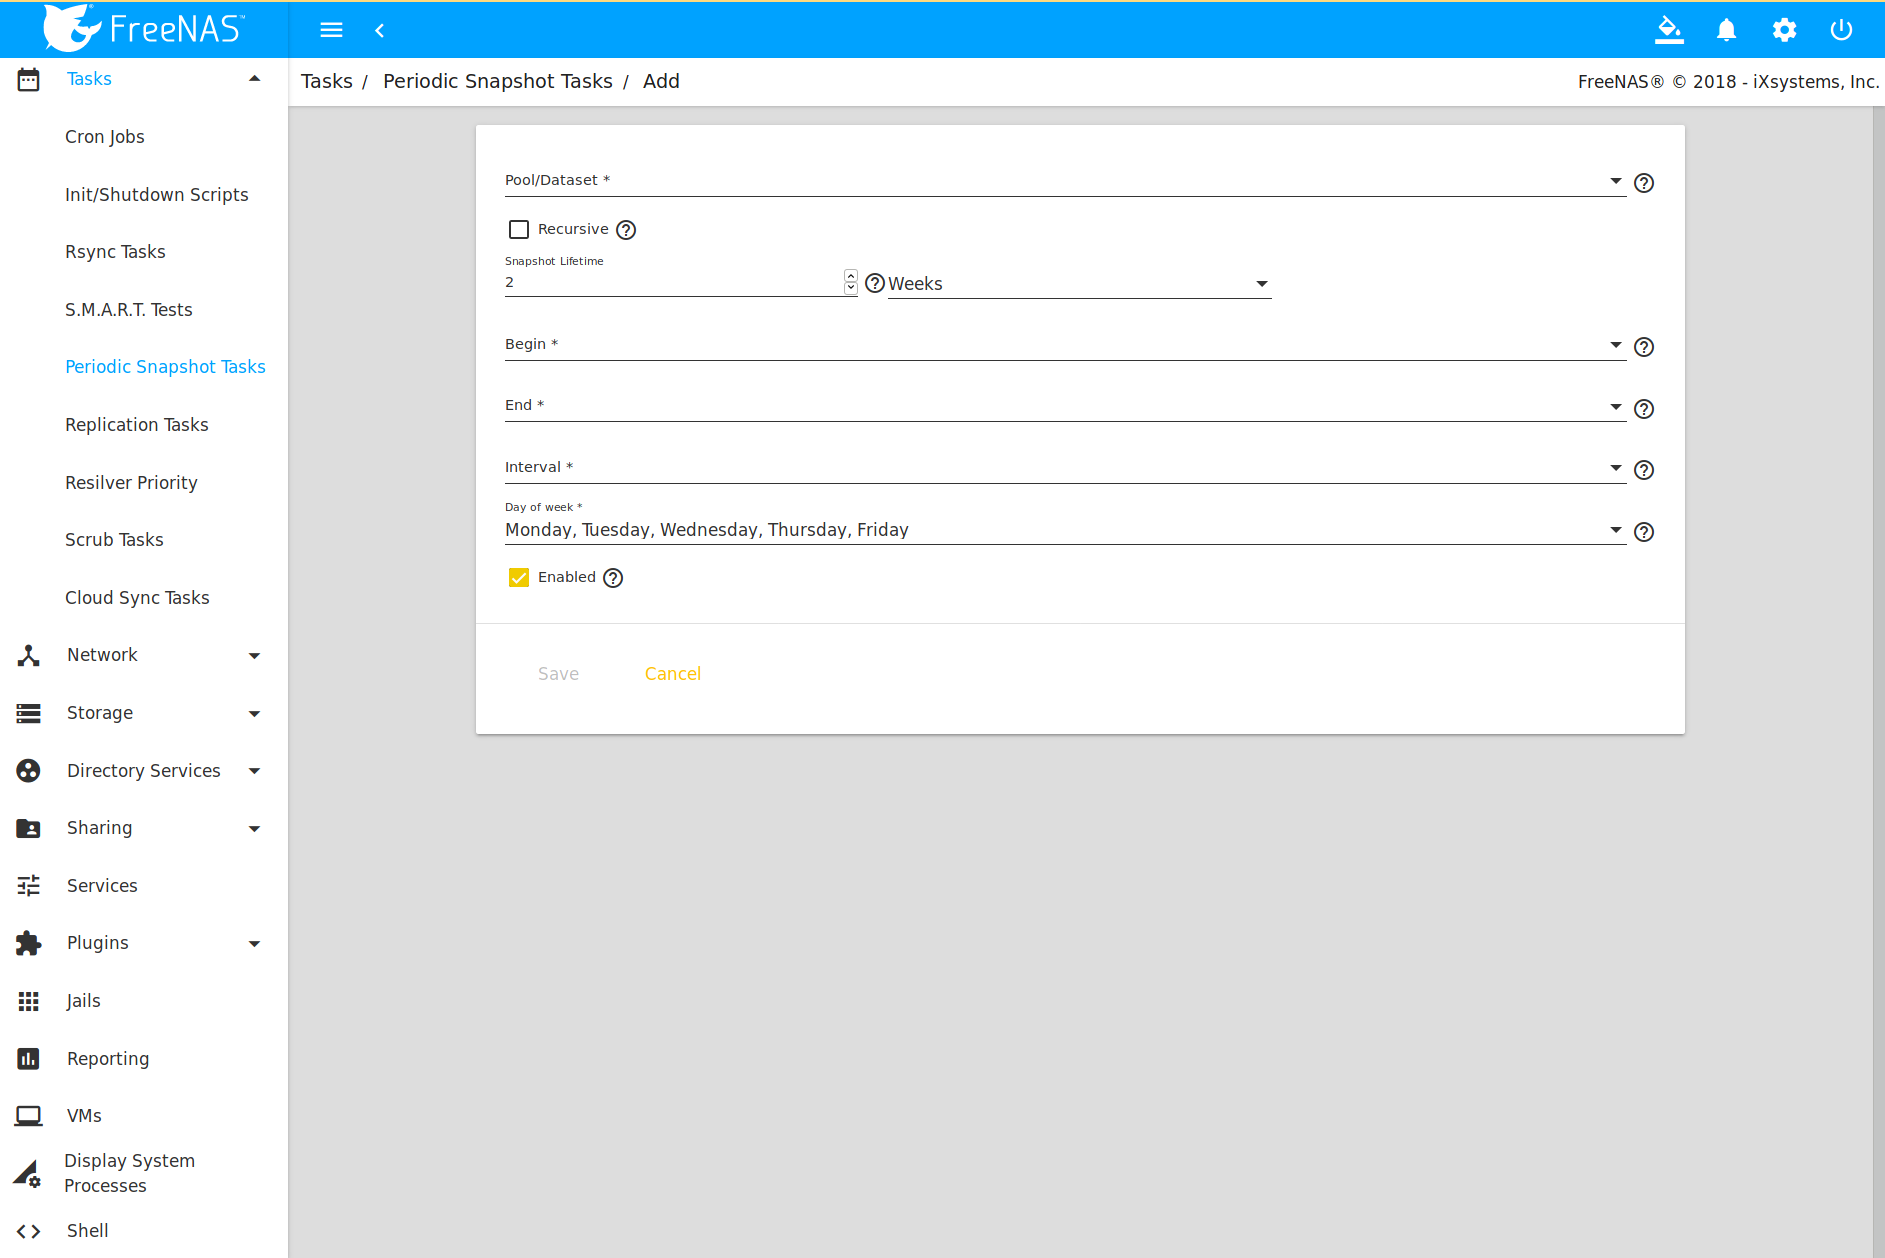 FreeNAS™
Tasks / Periodic Snapshot Tasks / Add
FreeNAS® © 2018 - iXsystems, Inc.
Tasks
Cron Jobs
Init/Shutdown Scripts
Rsync Tasks
S.M.A.R.T. Tests
Periodic Snapshot Tasks
Replication Tasks
Resilver Priority
Scrub Tasks
Cloud Sync Tasks
Network
Storage
Directory Services
Sharing
Services
Plugins
Jails
Reporting
VMs
Display System
Processes
Shell
Pool/Dataset *
Recursive
Snapshot Lifetime
2 Weeks
Begin *
End *
Interval *
Day of week *
Monday, Tuesday, Wednesday, Thursday, Friday
Enabled
Save Cancel